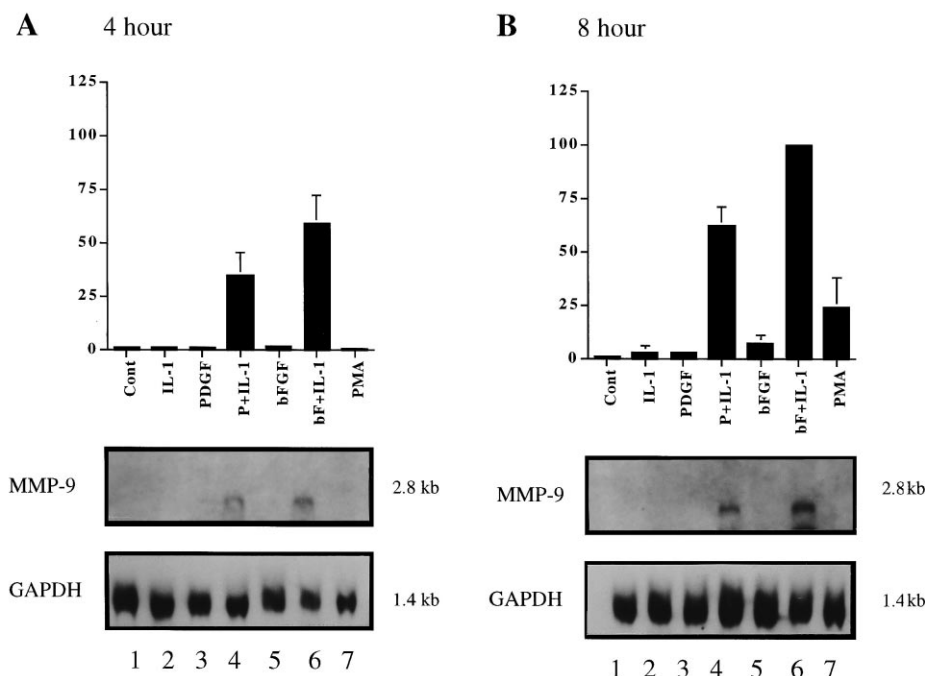 A 4 hour
125
100
75
50
25
0
Cont
IL-1
PDGF
P+IL-1
bFGF
bF+IL-1
PMA
MMP-9
2.8 kb
GAPDH
1.4 kb
1 2 3 4 5 6 7
B 8 hour
125
100
75
50
25
0
Cont
IL-1
PDGF
P+IL-1
bFGF
bF+IL-1
PMA
MMP-9
2.8 kb
GAPDH
1.4 kb
1 2 3 4 5 6 7